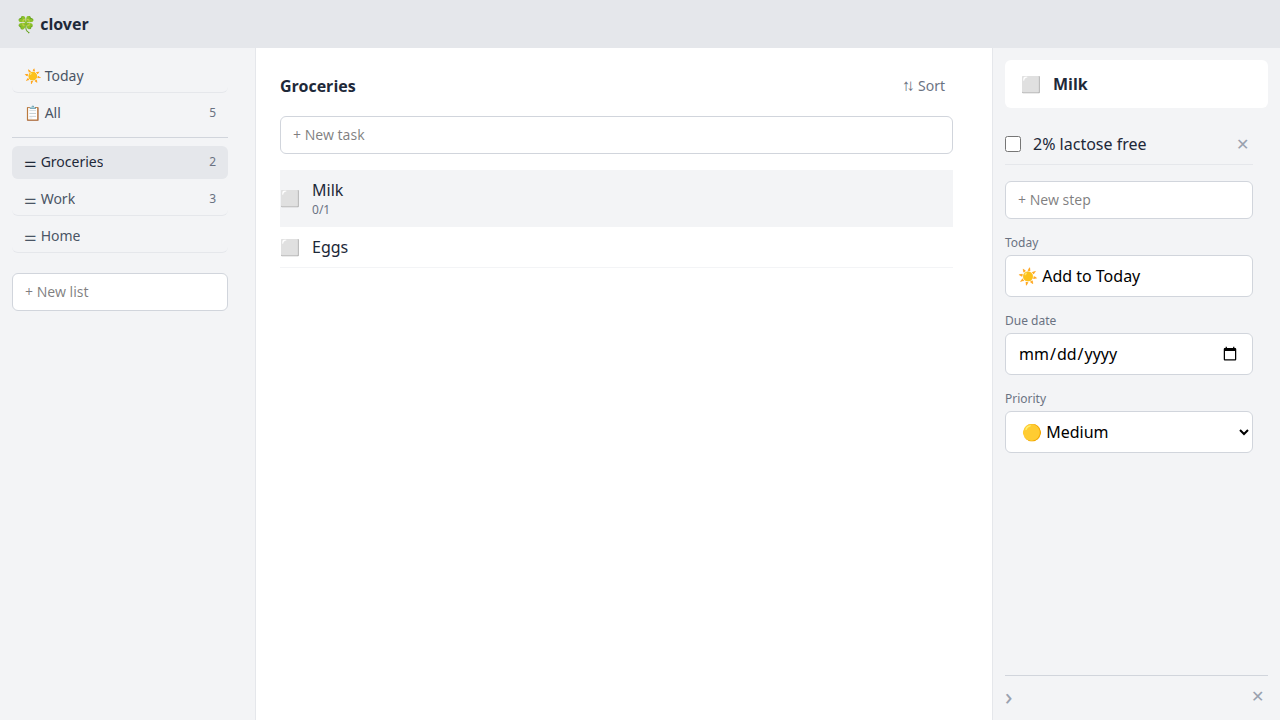 🍀 clover
☀️ Today
📋 All 5
⚌ Groceries 2
⚌ Work 3
⚌ Home
+ New list
Groceries
↑↓ Sort
+ New task
Milk
0/1
Eggs
Milk
2% lactose free ✕
+ New step
Today
☀️ Add to Today
Due date
mm/dd/yyyy
Priority
🟡 Medium
› ✕